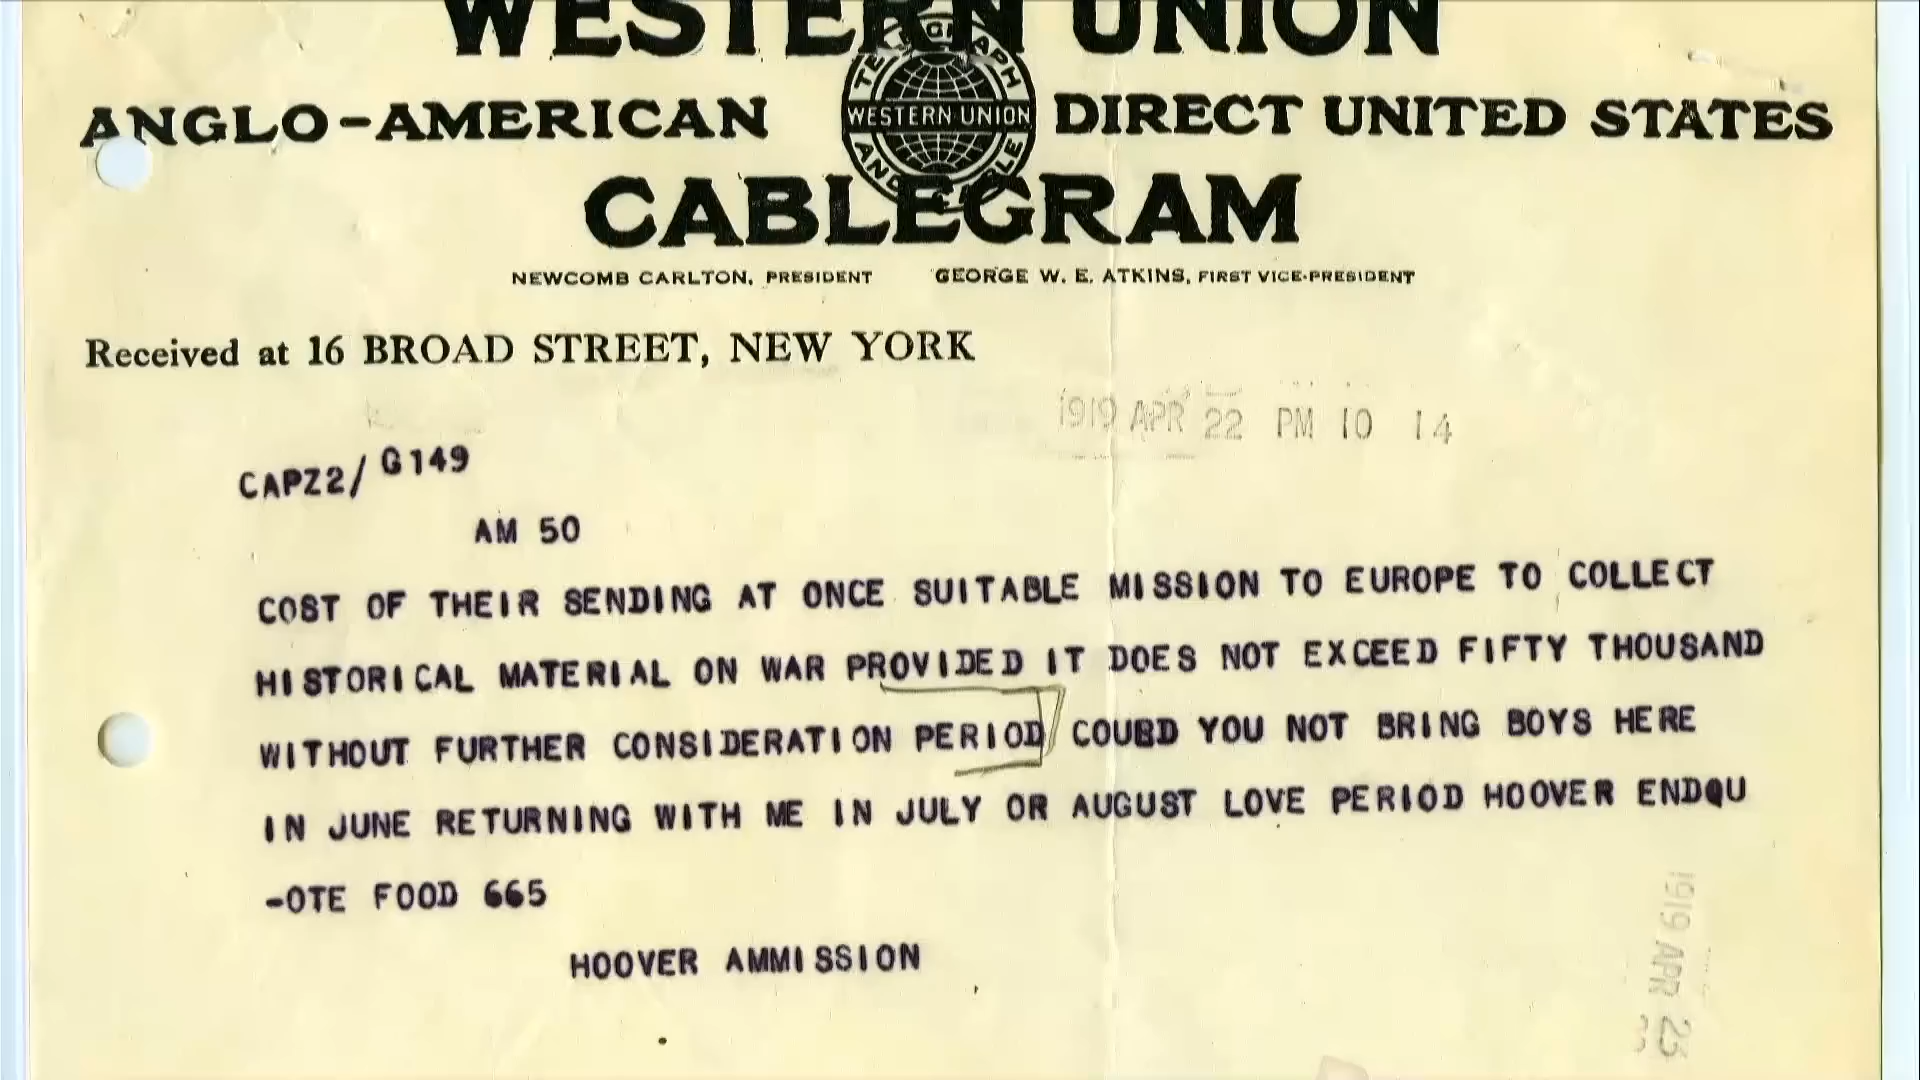 WESTERN UNION
TELEGRAPH
WESTERN UNION
AND CABLE
ANGLO-AMERICAN DIRECT UNITED STATES
CABLEGRAM
NEWCOMB CARLTON, PRESIDENT GEORGE W. E. ATKINS, FIRST VICE-PRESIDENT
Received at 16 BROAD STREET, NEW YORK
1919 APR 22 PM 10 14
CAPZ2/ G149
AM 50
COST OF THEIR SENDING AT ONCE SUITABLE MISSION TO EUROPE TO COLLECT
HISTORICAL MATERIAL ON WAR PROVIDED IT DOES NOT EXCEED FIFTY THOUSAND
WITHOUT FURTHER CONSIDERATION PERIOD COUBD YOU NOT BRING BOYS HERE
IN JUNE RETURNING WITH ME IN JULY OR AUGUST LOVE PERIOD HOOVER ENDQU
-OTE FOOD 665
HOOVER AMMISSION
1919 APR 23